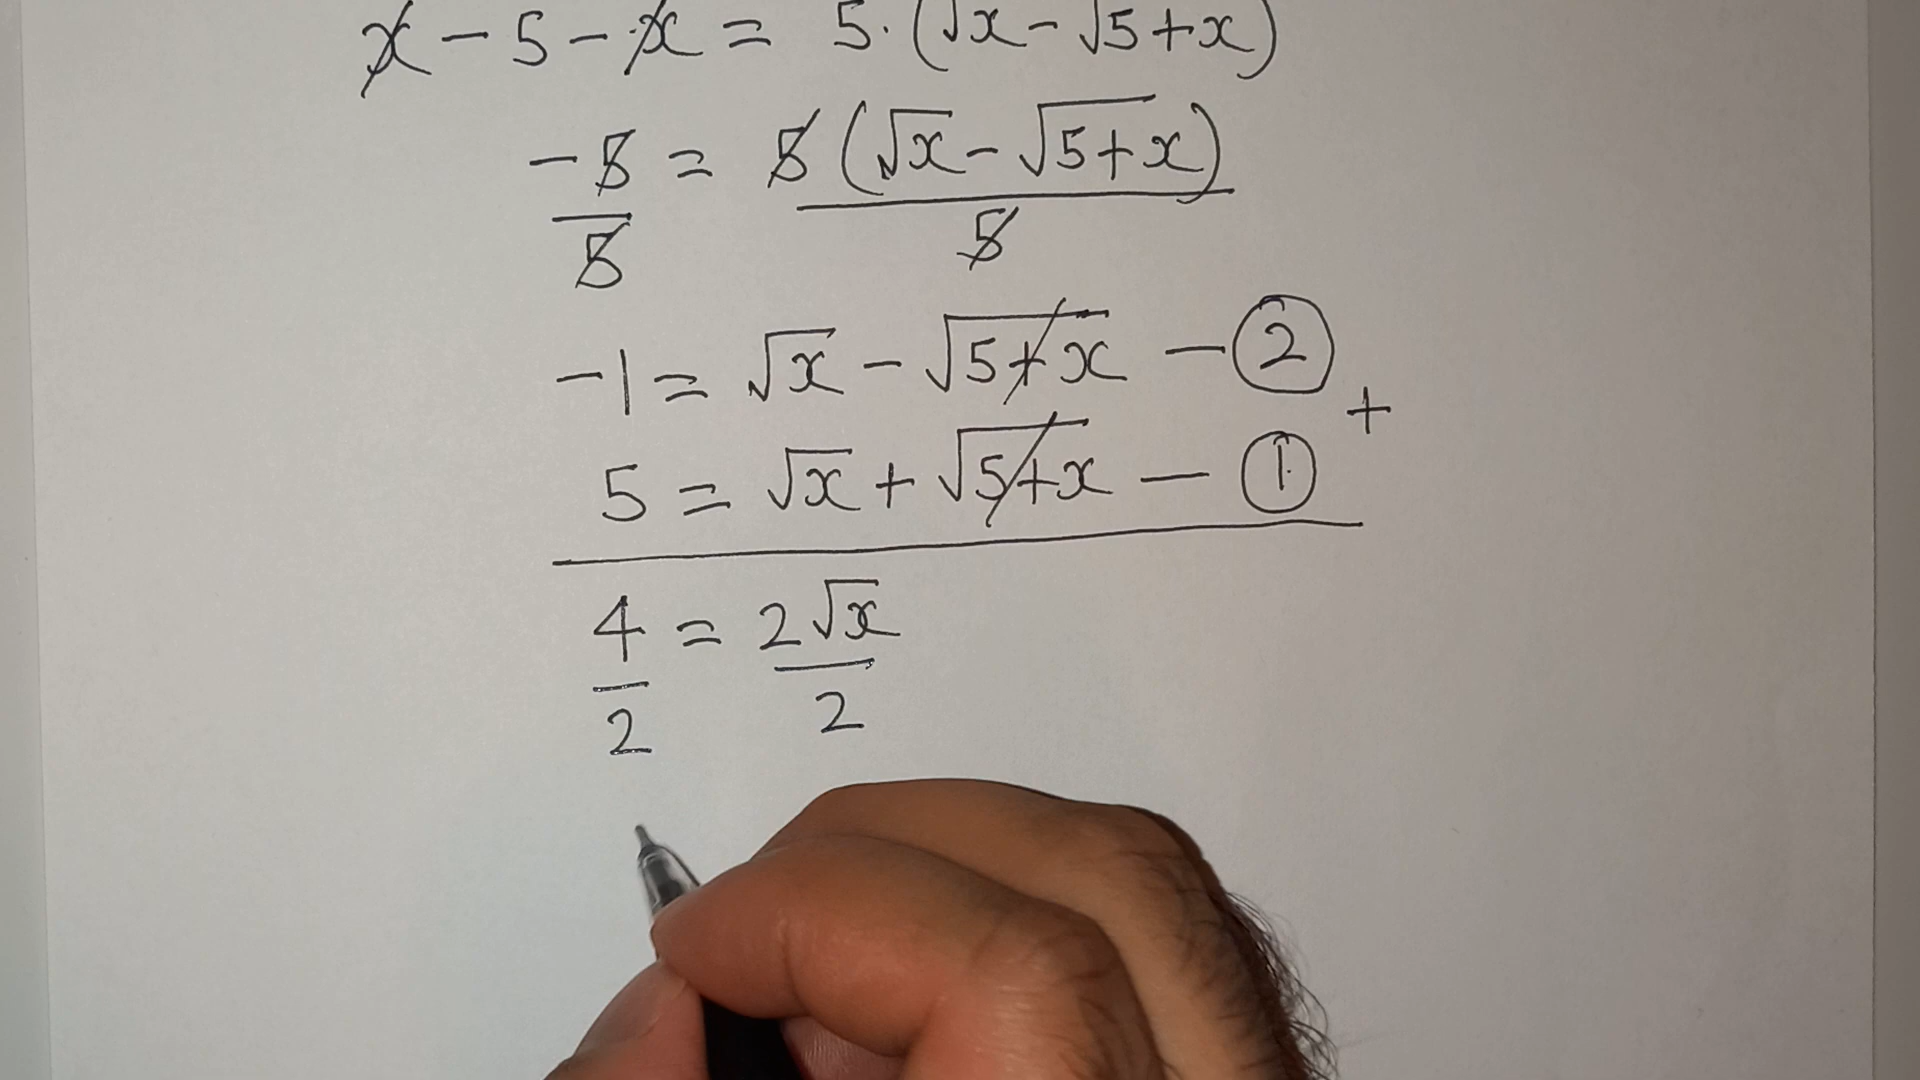 x - 5 - x = 5·(√x - √5+x)
-5/5 = 5(√x - √5+x)/5
-1 = √x - √5+x - ②
+
5 = √x + √5+x - ①
4/2 = 2√x/2